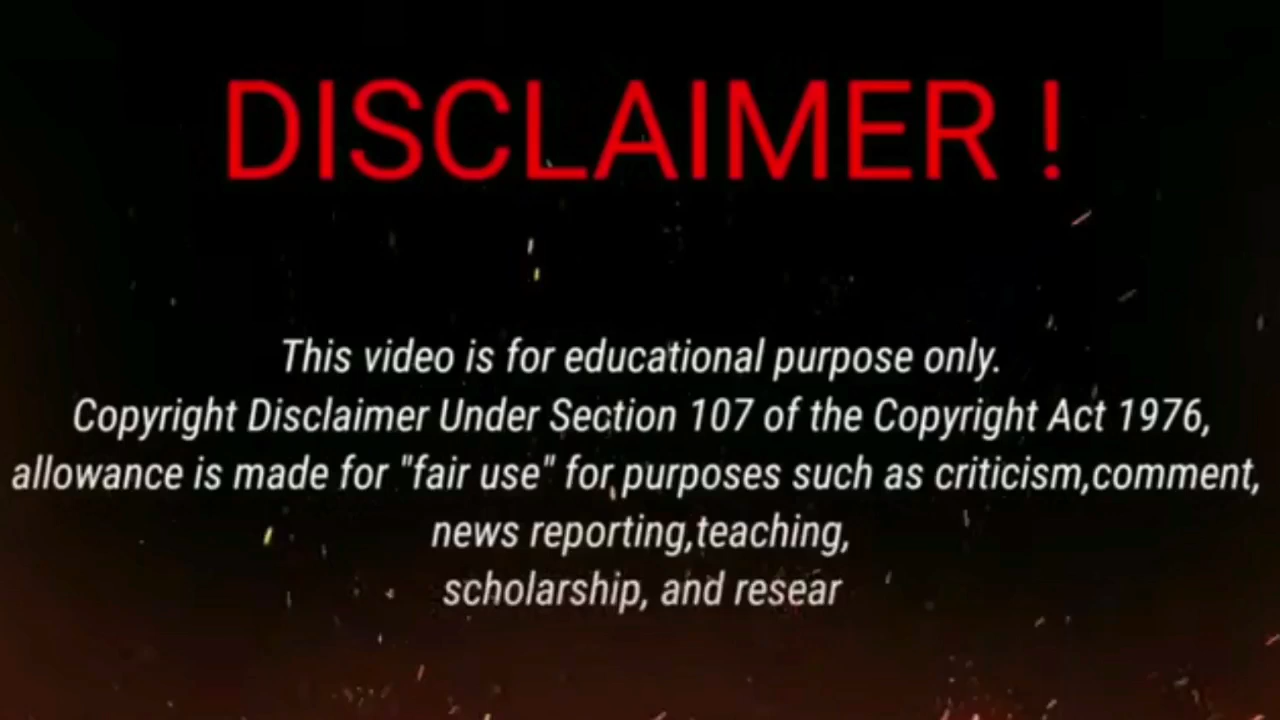 DISCLAIMER !
This video is for educational purpose only.
Copyright Disclaimer Under Section 107 of the Copyright Act 1976,
allowance is made for "fair use" for purposes such as criticism,comment,
news reporting,teaching,
scholarship, and resear